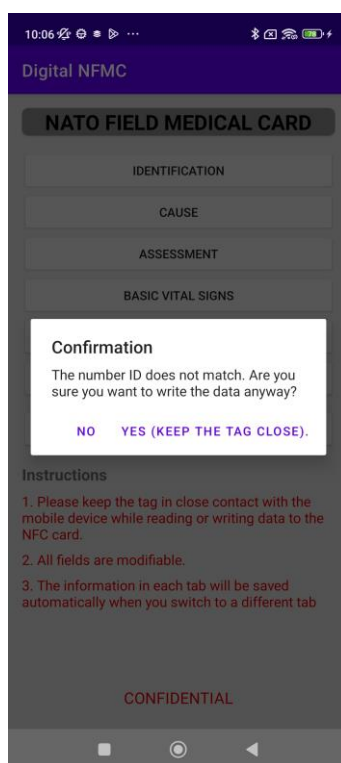 10:06
78
Digital NFMC
NATO FIELD MEDICAL CARD
IDENTIFICATION
CAUSE
ASSESSMENT
BASIC VITAL SIGNS
Confirmation
The number ID does not match. Are you
sure you want to write the data anyway?
NO YES (KEEP THE TAG CLOSE).
Instructions
1. Please keep the tag in close contact with the
mobile device while reading or writing data to the
NFC card.
2. All fields are modifiable.
3. The information in each tab will be saved
automatically when you switch to a different tab
CONFIDENTIAL